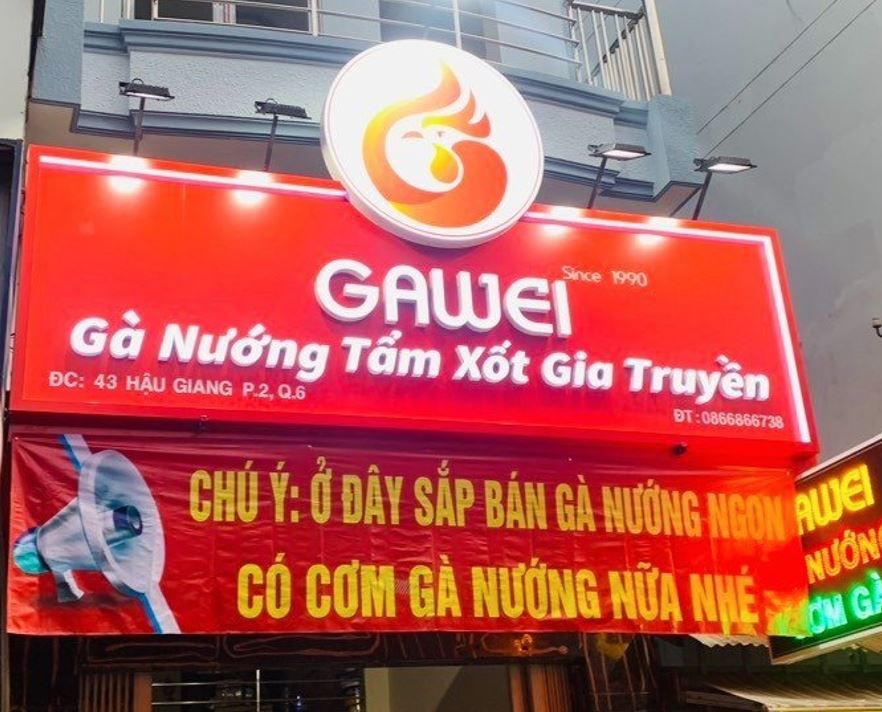 GAWEI
Since 1990
Gà Nướng Tẩm Xốt Gia Truyền
ĐC: 43 HẬU GIANG P.2, Q.6
ĐT:0866866738
CHÚ Ý: Ở ĐÂY SẮP BÁN GÀ NƯỚNG NGON
CÓ CƠM GÀ NƯỚNG NỮA NHÉ
AWEI
NƯỚNG
ƠM GÀ